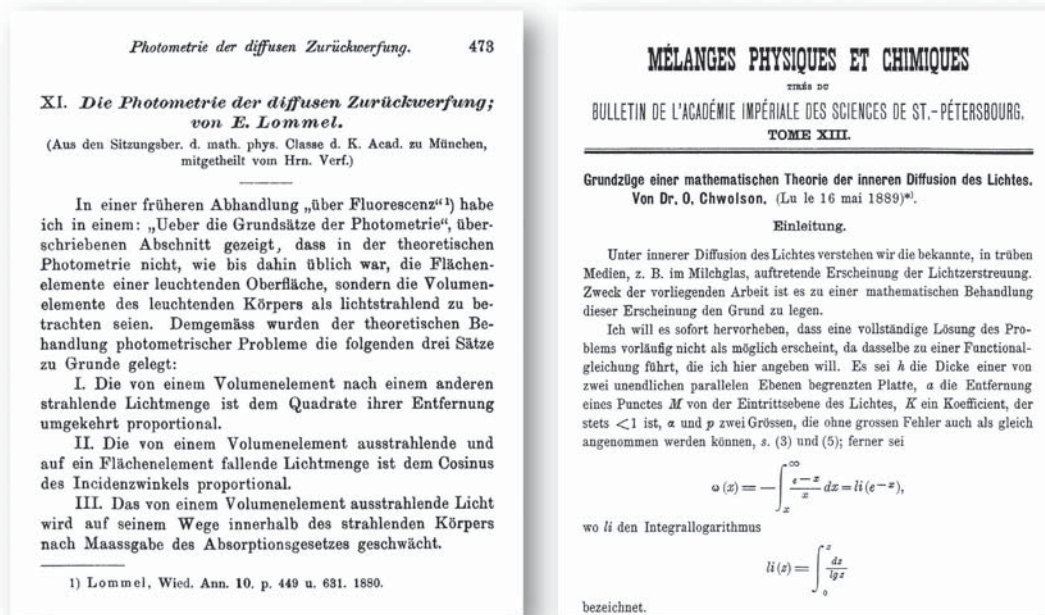 Photometrie der diffusen Zurückwerfung. 473
XI. Die Photometrie der diffusen Zurückwerfung;
von E. Lommel.
(Aus den Sitzungsber. d. math. phys. Classe d. K. Acad. zu München,
mitgetheilt vom Hrn. Verf.)
In einer früheren Abhandlung „über Fluorescenz“¹) habe
ich in einem: „Ueber die Grundsätze der Photometrie“, über-
schriebenen Abschnitt gezeigt, dass in der theoretischen
Photometrie nicht, wie bis dahin üblich war, die Flächen-
elemente einer leuchtenden Oberfläche, sondern die Volumen-
elemente des leuchtenden Körpers als lichtstrahlend zu be-
trachten seien. Demgemäss wurden der theoretischen Be-
handlung photometrischer Probleme die folgenden drei Sätze
zu Grunde gelegt:
I. Die von einem Volumenelement nach einem anderen
strahlende Lichtmenge ist dem Quadrate ihrer Entfernung
umgekehrt proportional.
II. Die von einem Volumenelement ausstrahlende und
auf ein Flächenelement fallende Lichtmenge ist dem Cosinus
des Incidenzwinkels proportional.
III. Das von einem Volumenelement ausstrahlende Licht
wird auf seinem Wege innerhalb des strahlenden Körpers
nach Maassgabe des Absorptionsgesetzes geschwächt.
1) Lommel, Wied. Ann. 10. p. 449 u. 631. 1880.
MÉLANGES PHYSIQUES ET CHIMIQUES
TIRÉS DU
BULLETIN DE L'ACADÉMIE IMPÉRIALE DES SCIENCES DE ST.-PÉTERSBOURG.
TOME XIII.
Grundzüge einer mathematischen Theorie der inneren Diffusion des Lichtes.
Von Dr. O. Chwolson. (Lu le 16 mai 1889)*).
Einleitung.
Unter innerer Diffusion des Lichtes verstehen wir die bekannte, in trüben
Medien, z. B. im Milchglas, auftretende Erscheinung der Lichtzerstreuung.
Zweck der vorliegenden Arbeit ist es zu einer mathematischen Behandlung
dieser Erscheinung den Grund zu legen.
Ich will es sofort hervorheben, dass eine vollständige Lösung des Pro-
blems vorläufig nicht als möglich erscheint, da dasselbe zu einer Functional-
gleichung führt, die ich hier angeben will. Es sei h die Dicke einer von
zwei unendlichen parallelen Ebenen begrenzten Platte, a die Entfernung
eines Punctes M von der Eintrittsebene des Lichtes, K ein Koefficient, der
stets <1 ist, α und p zwei Grössen, die ohne grossen Fehler auch als gleich
angenommen werden können, s. (3) und (5); ferner sei
ω(x) = −∫ₓ^∞ (e^−x / x) dx = li(e^−x),
wo li den Integrallogarithmus
li(z) = ∫₀^z dz / lg z
bezeichnet.